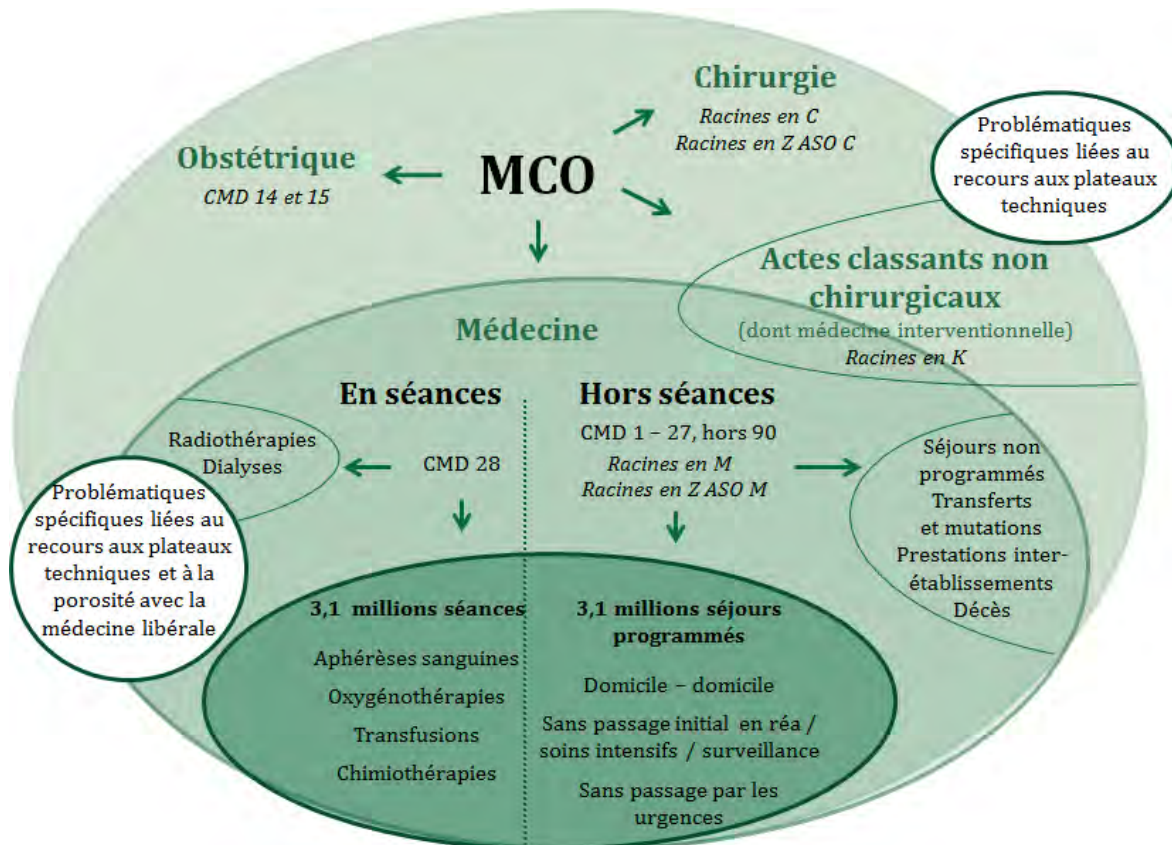 Chirurgie
Racines en C
Racines en Z ASO C
Problématiques
spécifiques liées au
recours aux plateaux
techniques
Obstétrique
CMD 14 et 15
MCO
Actes classants non
chirurgicaux
(dont médecine interventionnelle)
Racines en K
Médecine
En séances
Hors séances
CMD 1 – 27, hors 90
Racines en M
Racines en Z ASO M
CMD 28
Radiothérapies
Dialyses
Problématiques
spécifiques liées au
recours aux plateaux
techniques et à la
porosité avec la
médecine libérale
Séjours non
programmés
Transferts
et mutations
Prestations inter-
établissements
Décès
3,1 millions séances
Aphérèses sanguines
Oxygénothérapies
Transfusions
Chimiothérapies
3,1 millions séjours
programmés
Domicile – domicile
Sans passage initial en réa /
soins intensifs / surveillance
Sans passage par les
urgences